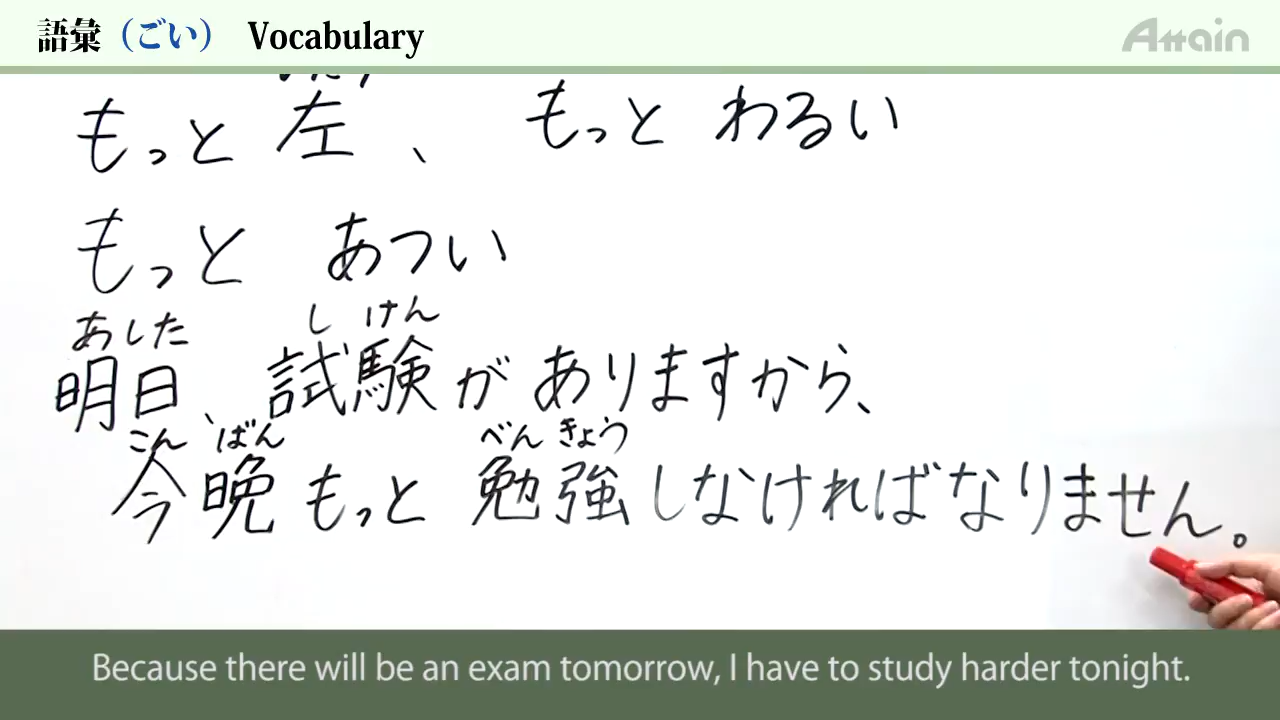 語彙（ごい） Vocabulary
Attain
もっと 左 、 もっと わるい
もっと あつい
あした し けん
明日、試験が ありますから、
こん ばん べん きょう
今晩 もっと 勉強しなければなりません。
Because there will be an exam tomorrow, I have to study harder tonight.